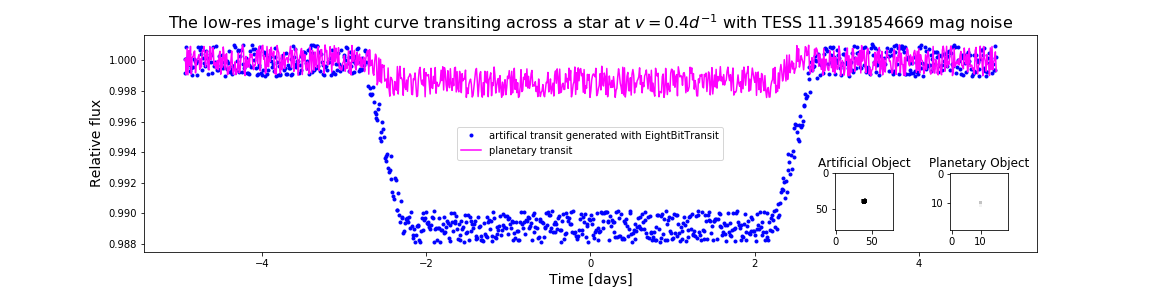 The low-res image's light curve transiting across a star at v = 0.4d⁻¹ with TESS 11.391854669 mag noise
Relative flux
1.000
0.998
0.996
0.994
0.992
0.990
0.988
artifical transit generated with EightBitTransit
planetary transit
Artificial Object
0
50
0
50
Planetary Object
0
10
0
10
−4
−2
0
2
4
Time [days]